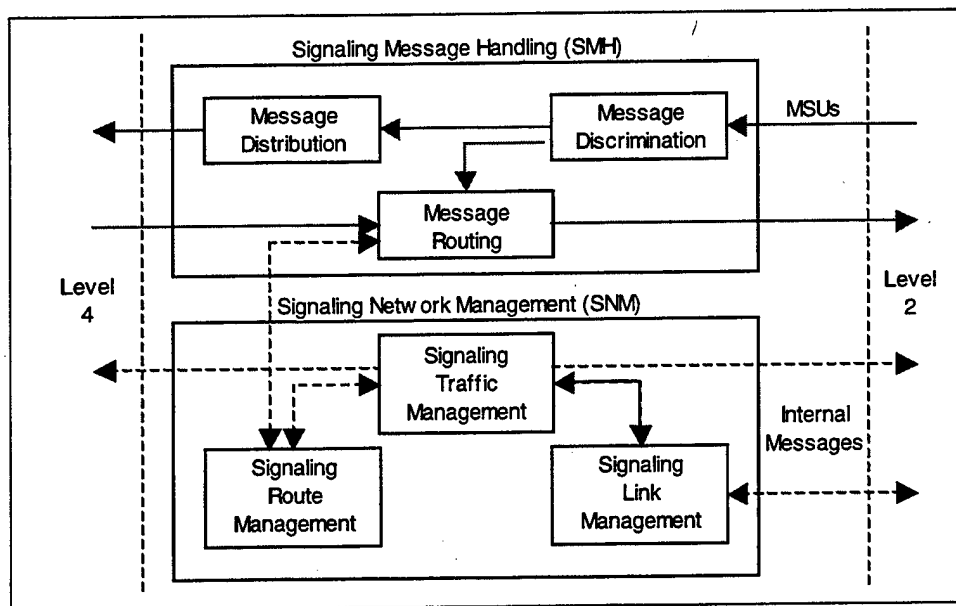 Signaling Message Handling (SMH)
Message
Distribution
Message
Discrimination
MSUs
Message
Routing
Level
4
Level
2
Signaling Network Management (SNM)
Signaling
Traffic
Management
Internal
Messages
Signaling
Route
Management
Signaling
Link
Management